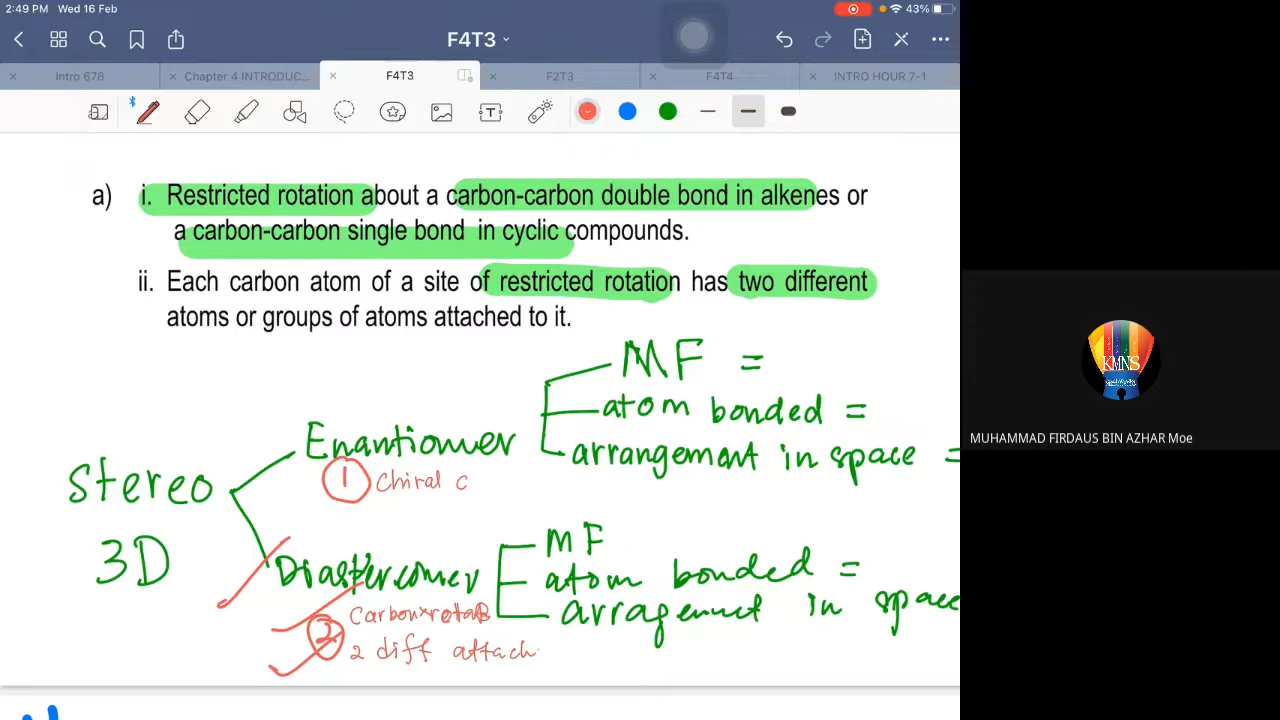 2:49 PM Wed 16 Feb
43%
F4T3
Intro 678
Chapter 4 INTRODUC...
F4T3
F2T3
F4T4
INTRO HOUR 7-1
a) i. Restricted rotation about a carbon-carbon double bond in alkenes or
a carbon-carbon single bond in cyclic compounds.
ii. Each carbon atom of a site of restricted rotation has two different
atoms or groups of atoms attached to it.
MF =
atom bonded =
Enantiomer
arrangement in space =
Stereo
1 Chiral C
3D
MF
Diastereomer
atom bonded =
arragemnet in space
Carbon
2
2 diff attach
KMNS
MUHAMMAD FIRDAUS BIN AZHAR Moe